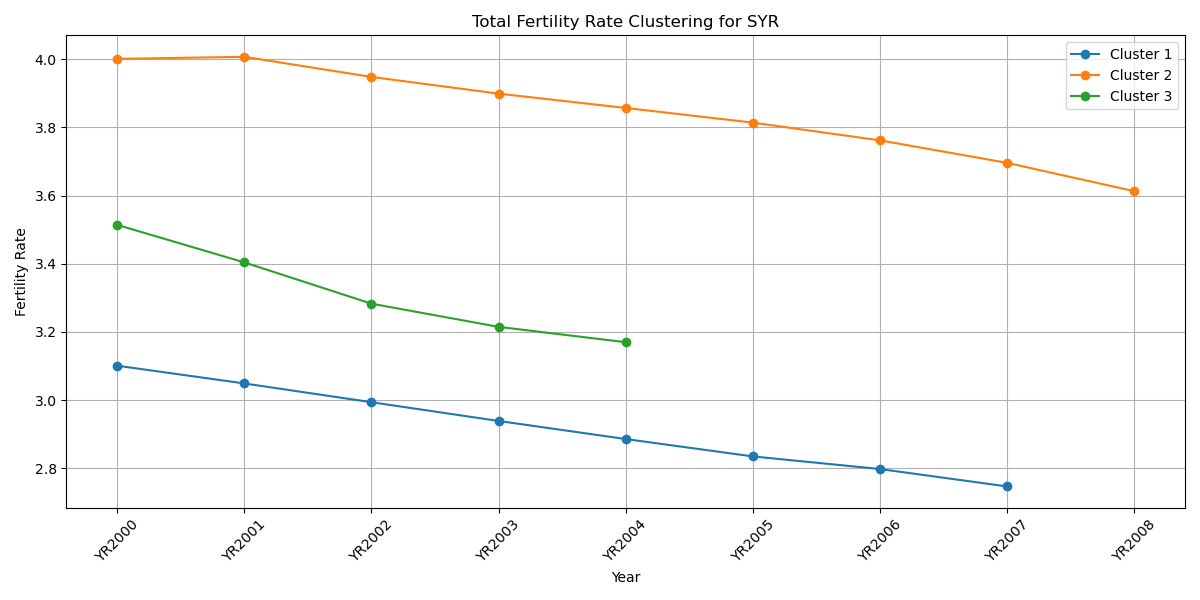 Total Fertility Rate Clustering for SYR
Cluster 1
Cluster 2
Cluster 3
Fertility Rate
4.0
3.8
3.6
3.4
3.2
3.0
2.8
YR2000
YR2001
YR2002
YR2003
YR2004
YR2005
YR2006
YR2007
YR2008
Year